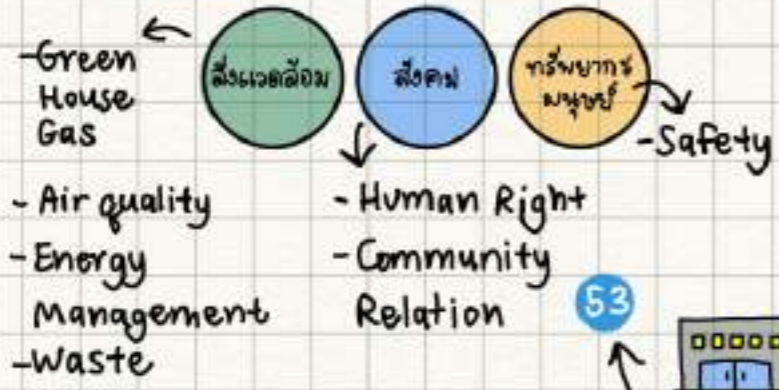 สิ่งแวดล้อม
สังคม
ทรัพยากร
มนุษย์
-Green
House
Gas
- Air quality
-Energy
Management
-Waste
- Human Right
-Community
Relation
-Safety
53